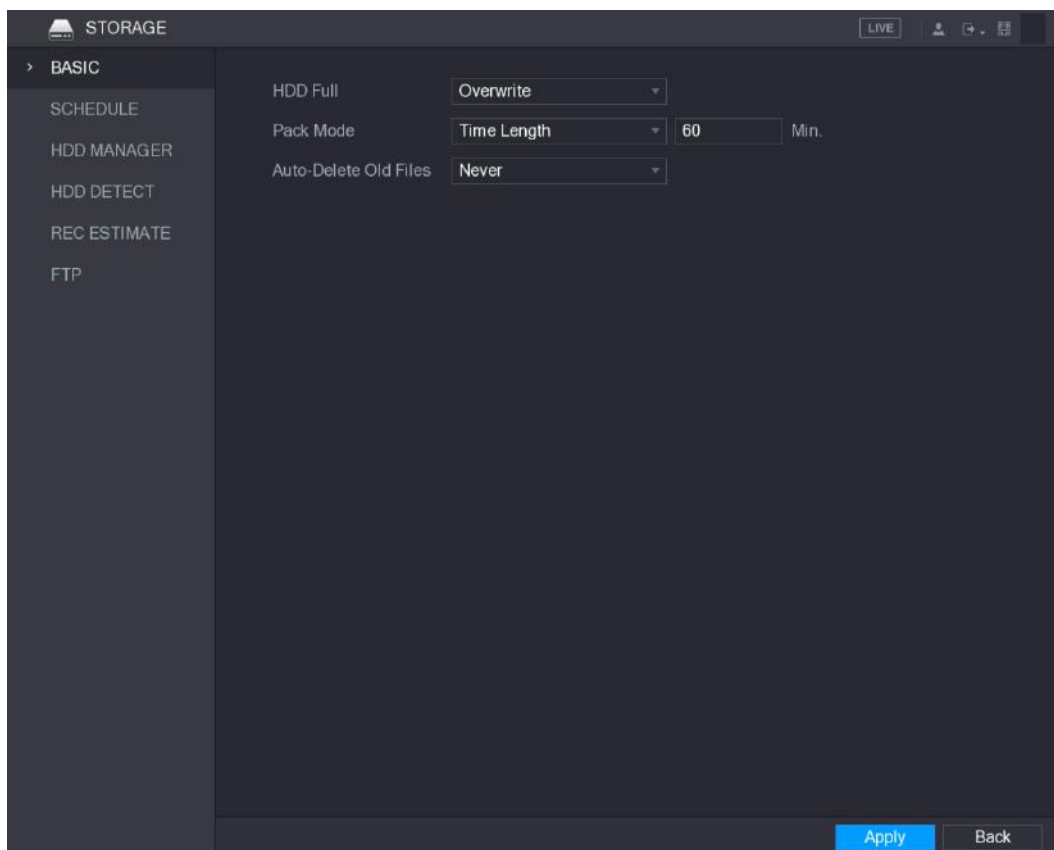 STORAGE LIVE
BASIC
SCHEDULE
HDD MANAGER
HDD DETECT
REC ESTIMATE
FTP
HDD Full Overwrite
Pack Mode Time Length 60 Min.
Auto-Delete Old Files Never
Apply Back